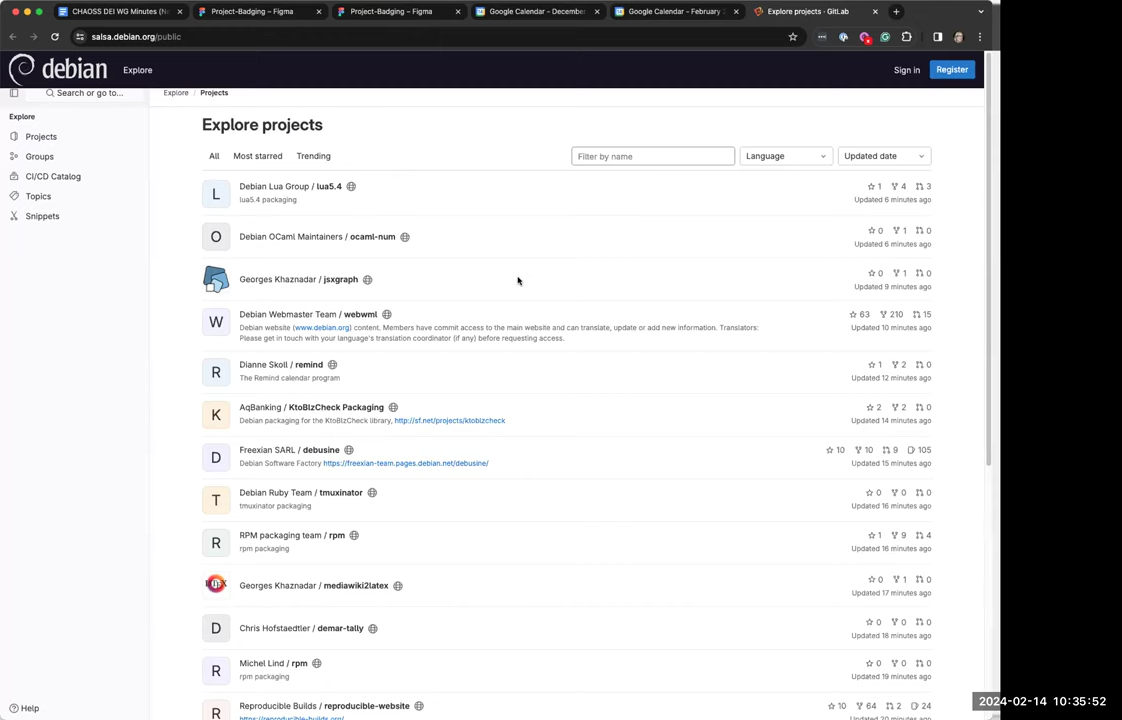 CHAOSS DEI WG Minutes (N
Project-Badging – Figma
Project-Badging – Figma
Google Calendar - Decembe
Google Calendar - February
Explore projects · GitLab
salsa.debian.org/public
debian
Explore
Sign in
Register
Search or go to...
Explore / Projects
Explore
Projects
Groups
CI/CD Catalog
Topics
Snippets
Explore projects
All
Most starred
Trending
Filter by name
Language
Updated date
L
Debian Lua Group / lua5.4
1 4 3
lua5.4 packaging
Updated 6 minutes ago
O
Debian OCaml Maintainers / ocaml-num
0 1 0
Updated 6 minutes ago
Georges Khaznadar / jsxgraph
0 1 0
Updated 9 minutes ago
W
Debian Webmaster Team / webwml
63 210 15
Debian website (www.debian.org) content. Members have commit access to the main website and can translate, update or add new information. Translators:
Please get in touch with your language's translation coordinator (if any) before requesting access.
Updated 10 minutes ago
R
Dianne Skoll / remind
1 2 0
The Remind calendar program
Updated 12 minutes ago
K
AqBanking / KtoBlzCheck Packaging
2 2 0
Debian packaging for the KtoBlzCheck library, http://sf.net/projects/ktoblzcheck
Updated 14 minutes ago
D
Freexian SARL / debusine
10 10 9 105
Debian Software Factory https://freexian-team.pages.debian.net/debusine/
Updated 15 minutes ago
T
Debian Ruby Team / tmuxinator
0 0 0
tmuxinator packaging
Updated 16 minutes ago
R
RPM packaging team / rpm
1 9 4
rpm packaging
Updated 16 minutes ago
Georges Khaznadar / mediawiki2latex
0 1 0
Updated 17 minutes ago
D
Chris Hofstaedtler / demar-tally
0 0 0
Updated 18 minutes ago
R
Michel Lind / rpm
0 0 0
rpm packaging
Updated 19 minutes ago
R
Reproducible Builds / reproducible-website
10 64 2 24
https://reproducible-builds.org/
Updated 20 minutes ago
Help
2024-02-14 10:35:52